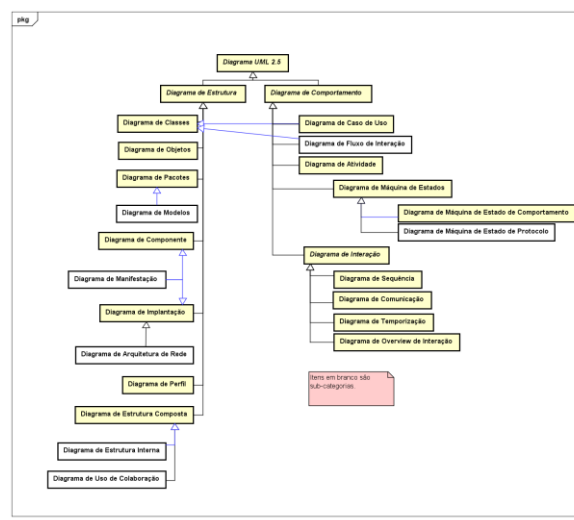 pkg
Diagrama UML 2.5
Diagrama de Estrutura
Diagrama de Comportamento
Diagrama de Classes
Diagrama de Caso de Uso
Diagrama de Fluxo de Interação
Diagrama de Objetos
Diagrama de Atividade
Diagrama de Pacotes
Diagrama de Máquina de Estados
Diagrama de Modelos
Diagrama de Máquina de Estado de Comportamento
Diagrama de Máquina de Estado de Protocolo
Diagrama de Componente
Diagrama de Interação
Diagrama de Manifestação
Diagrama de Sequência
Diagrama de Comunicação
Diagrama de Implantação
Diagrama de Temporização
Diagrama de Overview de Interação
Diagrama de Arquitetura de Rede
Diagrama de Perfil
Itens em branco são
sub-categorias.
Diagrama de Estrutura Composta
Diagrama de Estrutura Interna
Diagrama de Uso de Colaboração